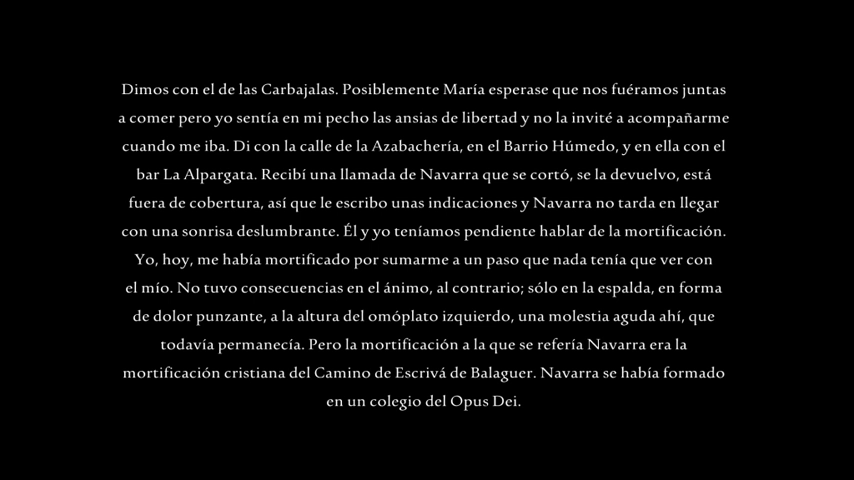 Dimos con el de las Carbajalas. Posiblemente María esperase que nos fuéramos juntas
a comer pero yo sentía en mi pecho las ansias de libertad y no la invité a acompañarme
cuando me iba. Di con la calle de la Azabachería, en el Barrio Húmedo, y en ella con el
bar La Alpargata. Recibí una llamada de Navarra que se cortó, se la devuelvo, está
fuera de cobertura, así que le escribo unas indicaciones y Navarra no tarda en llegar
con una sonrisa deslumbrante. Él y yo teníamos pendiente hablar de la mortificación.
Yo, hoy, me había mortificado por sumarme a un paso que nada tenía que ver con
el mío. No tuvo consecuencias en el ánimo, al contrario; sólo en la espalda, en forma
de dolor punzante, a la altura del omóplato izquierdo, una molestia aguda ahí, que
todavía permanecía. Pero la mortificación a la que se refería Navarra era la
mortificación cristiana del Camino de Escrivá de Balaguer. Navarra se había formado
en un colegio del Opus Dei.